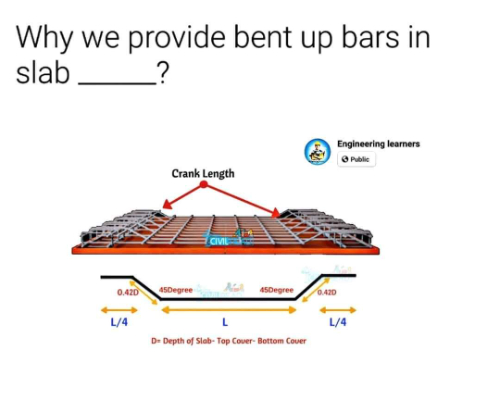 Why we provide bent up bars in
slab ______?
Engineering learners
Public
Crank Length
CIVIL
0.42D
45Degree
45Degree
0.42D
L/4
L
L/4
D= Depth of Slab- Top Cover- Bottom Cover